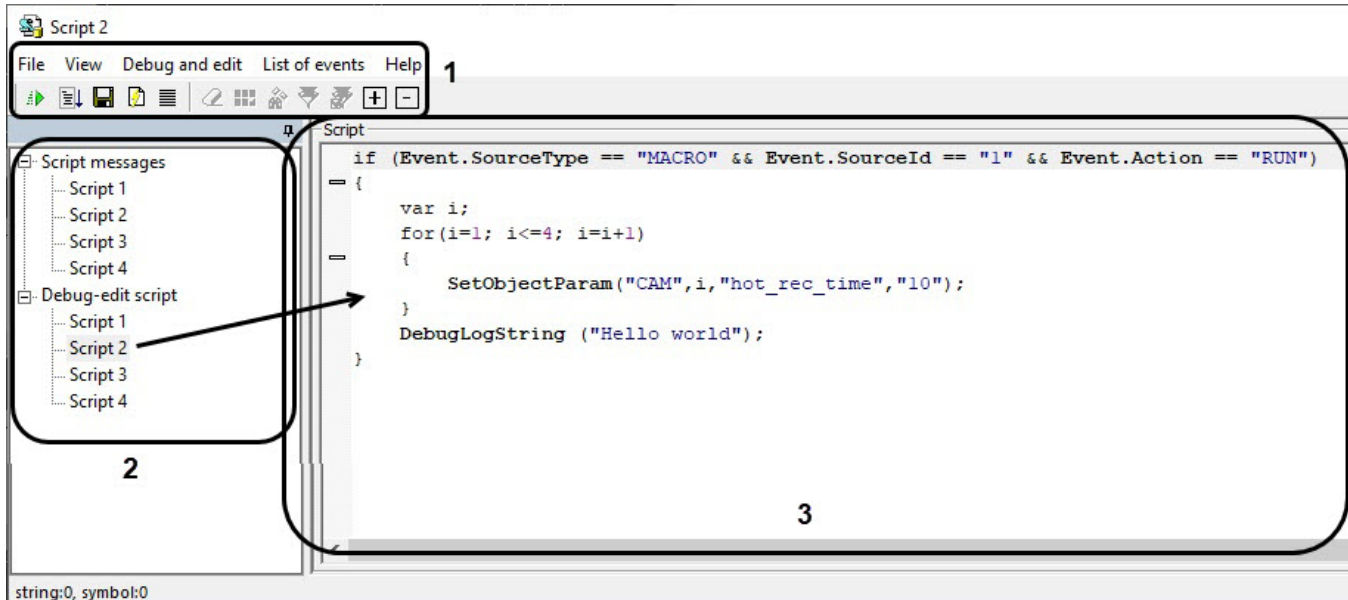 Script 2
File View Debug and edit List of events Help
1
Script
Script messages
Script 1
Script 2
Script 3
Script 4
Debug-edit script
Script 1
Script 2
Script 3
Script 4
2
if (Event.SourceType == "MACRO" && Event.SourceId == "1" && Event.Action == "RUN")
{
var i;
for(i=1; i<=4; i=i+1)
{
SetObjectParam("CAM",i,"hot_rec_time","10");
}
DebugLogString ("Hello world");
}
3
string:0, symbol:0